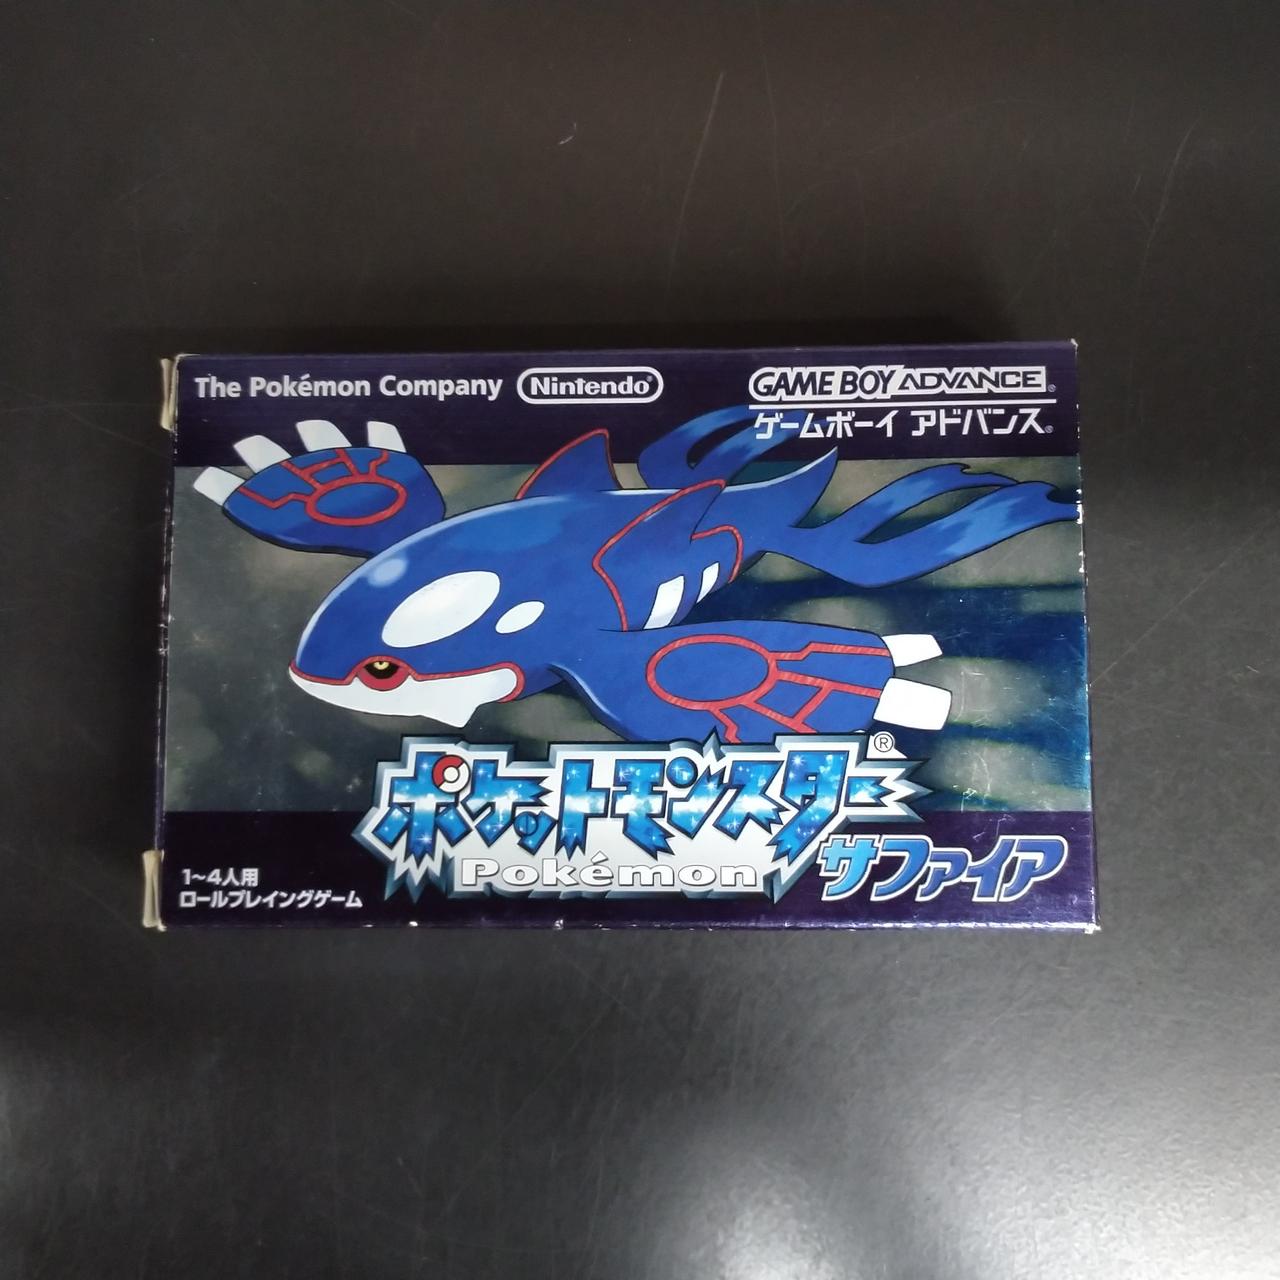 The Pokémon Company Nintendo®
GAME BOY ADVANCE®
ゲームボーイ アドバンス®
ポケットモンスター®
Pokémon
サファイア
1~4人用
ロールプレイングゲーム